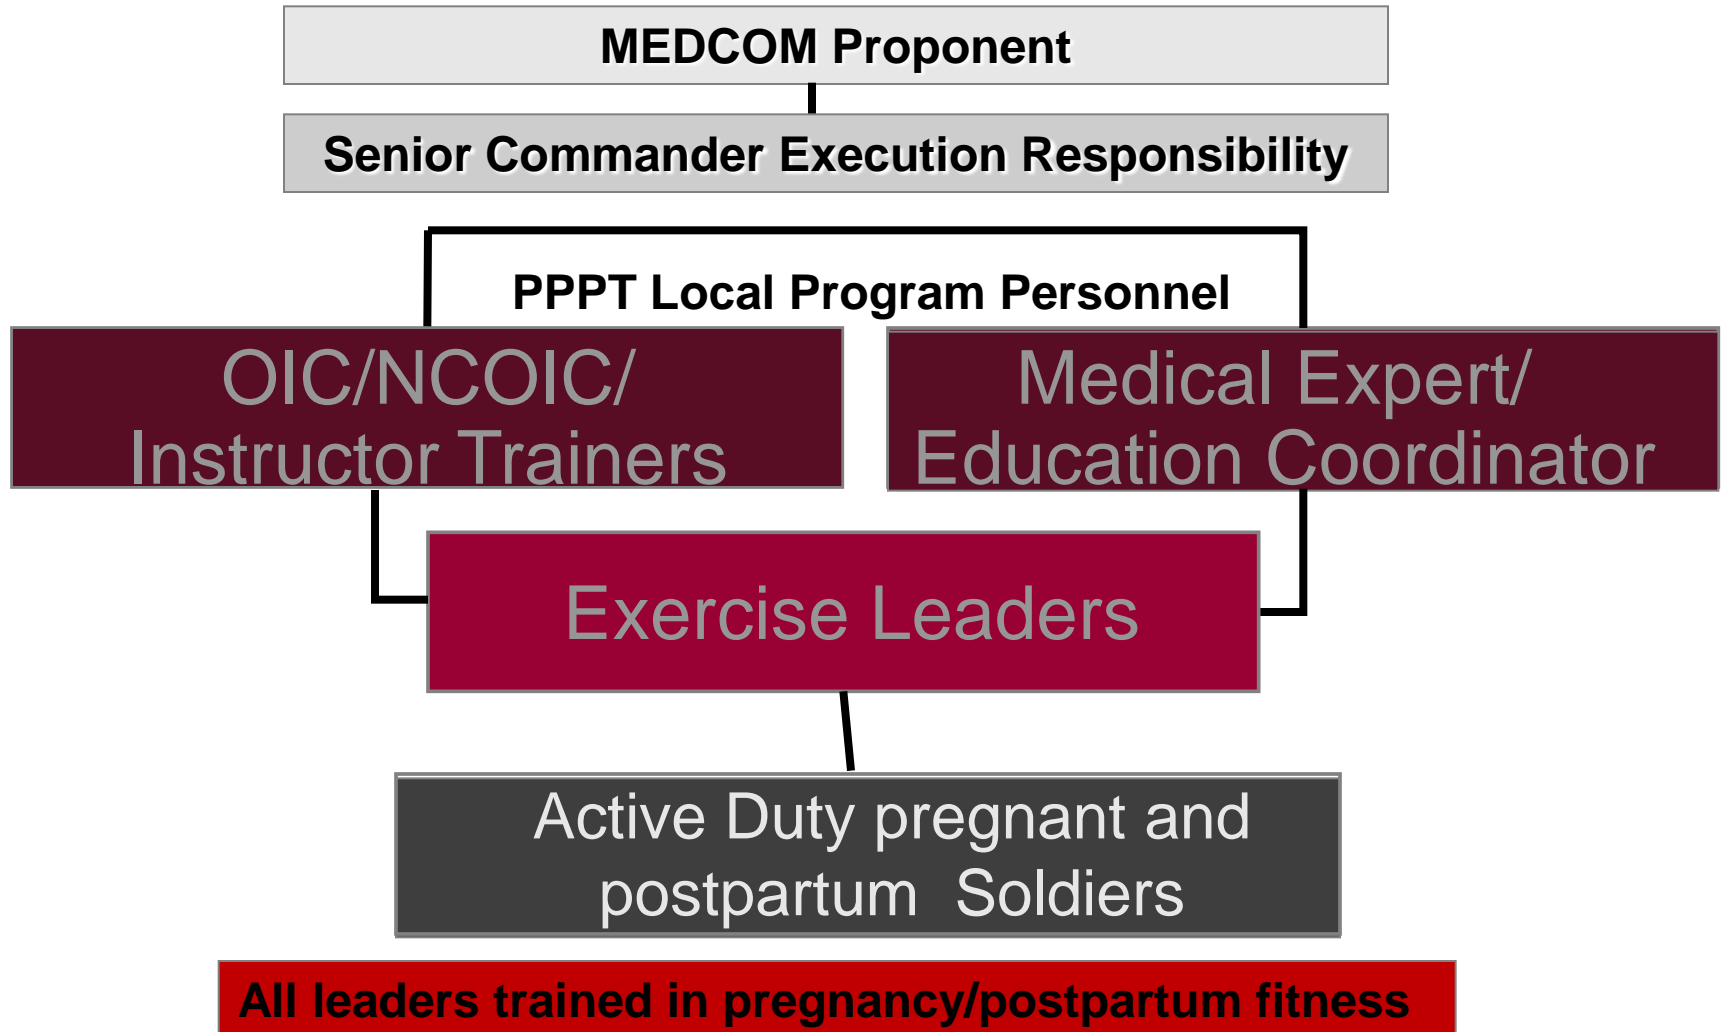 MEDCOM Proponent
Senior Commander Execution Responsibility
PPPT Local Program Personnel
OIC/NCOIC/
Instructor Trainers
Medical Expert/
Education Coordinator
Exercise Leaders
Active Duty pregnant and
postpartum Soldiers
All leaders trained in pregnancy/postpartum fitness